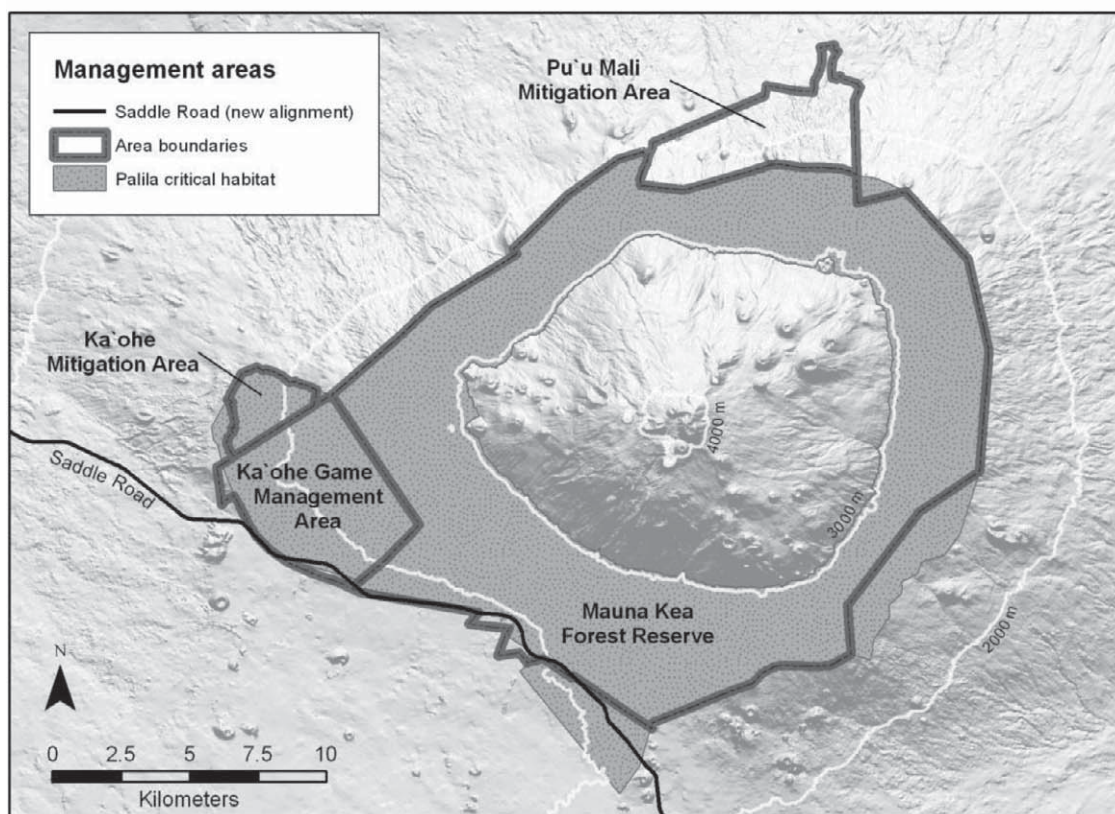 Management areas
Saddle Road (new alignment)
Area boundaries
Palila critical habitat
Pu`u Mali
Mitigation Area
Ka`ohe
Mitigation Area
Saddle Road
Ka`ohe Game
Management
Area
4000 m
3000 m
Mauna Kea
Forest Reserve
2000 m
N
0 2.5 5 7.5 10
Kilometers